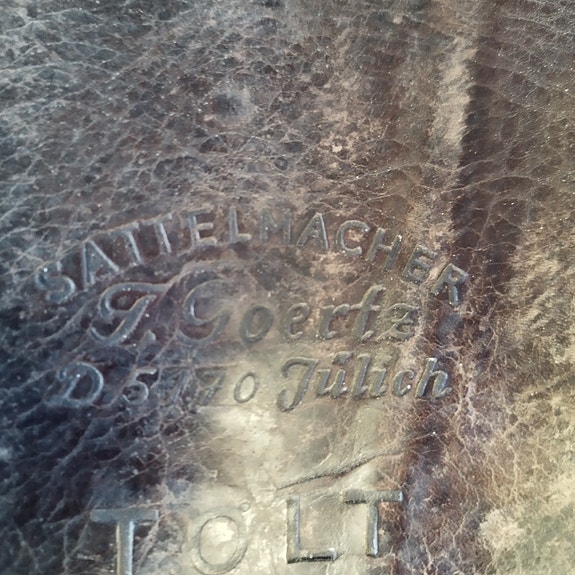 SATTELMACHER
J. Goertz
D. 5170 Jülich
TÖLT